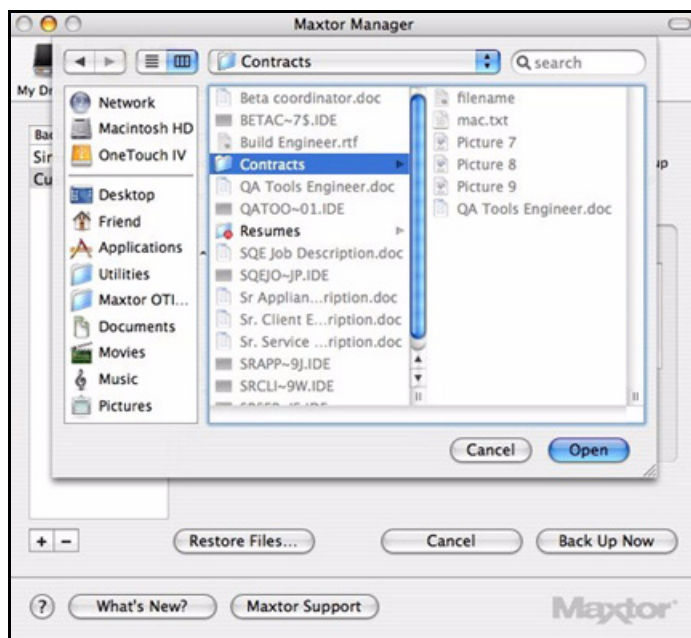 Maxtor Manager
Contracts
search
My Dr
Network
Macintosh HD
OneTouch IV
Desktop
Friend
Applications
Utilities
Maxtor OTI...
Documents
Movies
Music
Pictures
Beta coordinator.doc
BETAC~7$.IDE
Build Engineer.rtf
Contracts
QA Tools Engineer.doc
QATOO~01.IDE
Resumes
SQE Job Description.doc
SQEJO~JP.IDE
Sr Applian...ription.doc
Sr. Client E...ription.doc
Sr. Service ...ription.doc
SRAPP~9J.IDE
SRCLI~9W.IDE
filename
mac.txt
Picture 7
Picture 8
Picture 9
QA Tools Engineer.doc
Bac
Sir
Cu
up
Cancel
Open
+ −
Restore Files...
Cancel
Back Up Now
?
What's New?
Maxtor Support
Maxtor